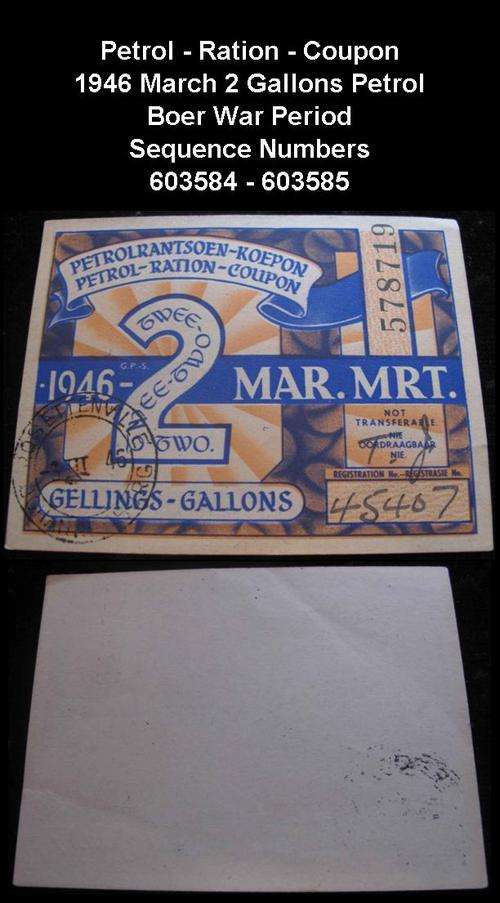 Petrol - Ration - Coupon
1946 March 2 Gallons Petrol
Boer War Period
Sequence Numbers
603584 - 603585
PETROLRANTSOEN-KOEPON
PETROL-RATION-COUPON
578719
TWEE-TWO
TWEE-TWO
TWO.
2
G.P.-S.
·1946- MAR. MRT.
NOT
TRANSFERABLE
NIE
OORDRAAGBAAR
NIE
REGISTRATION No.-REGISTRASIE No.
45407
GELLINGS-GALLONS